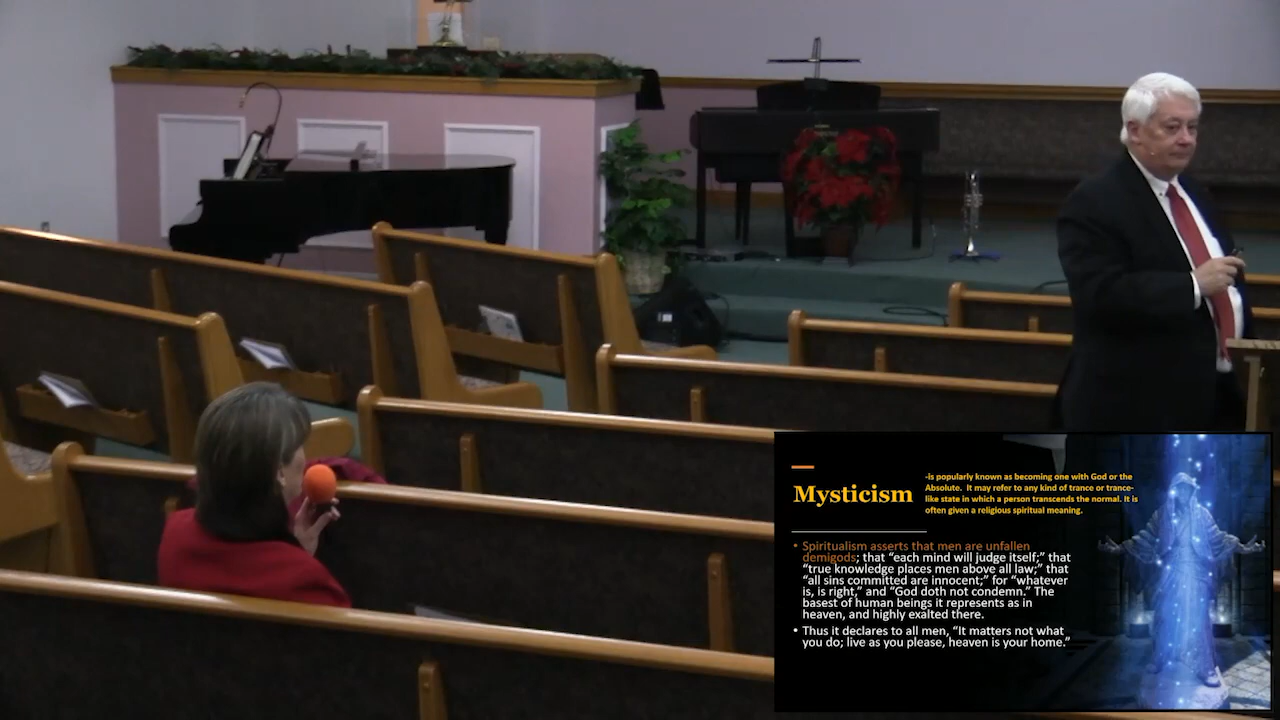 Mysticism
-is popularly known as becoming one with God or the
Absolute. It may refer to any kind of trance or trance-
like state in which a person transcends the normal. It is
often given a religious spiritual meaning.
• Spiritualism asserts that men are unfallen
demigods; that “each mind will judge itself;” that
“true knowledge places men above all law;” that
“all sins committed are innocent;” for “whatever
is, is right,” and “God doth not condemn.” The
basest of human beings it represents as in
heaven, and highly exalted there.
• Thus it declares to all men, “It matters not what
you do; live as you please, heaven is your home.”